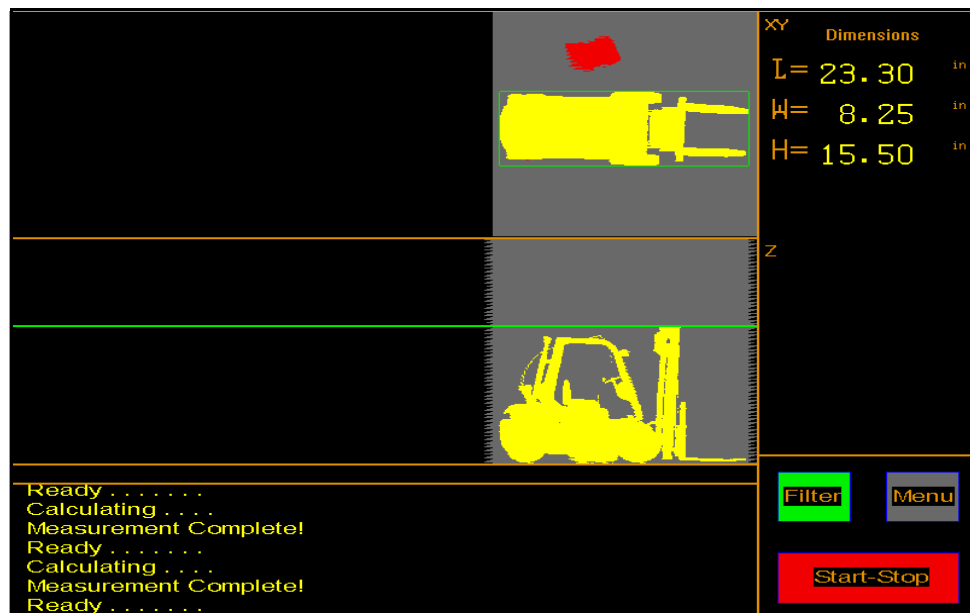 XY
Dimensions
L= 23.30 in
W= 8.25 in
H= 15.50 in
Z
Filter
Menu
Start-Stop
Ready . . . . . . .
Calculating . . . .
Measurement Complete!
Ready . . . . . . .
Calculating . . . .
Measurement Complete!
Ready . . . . . . .